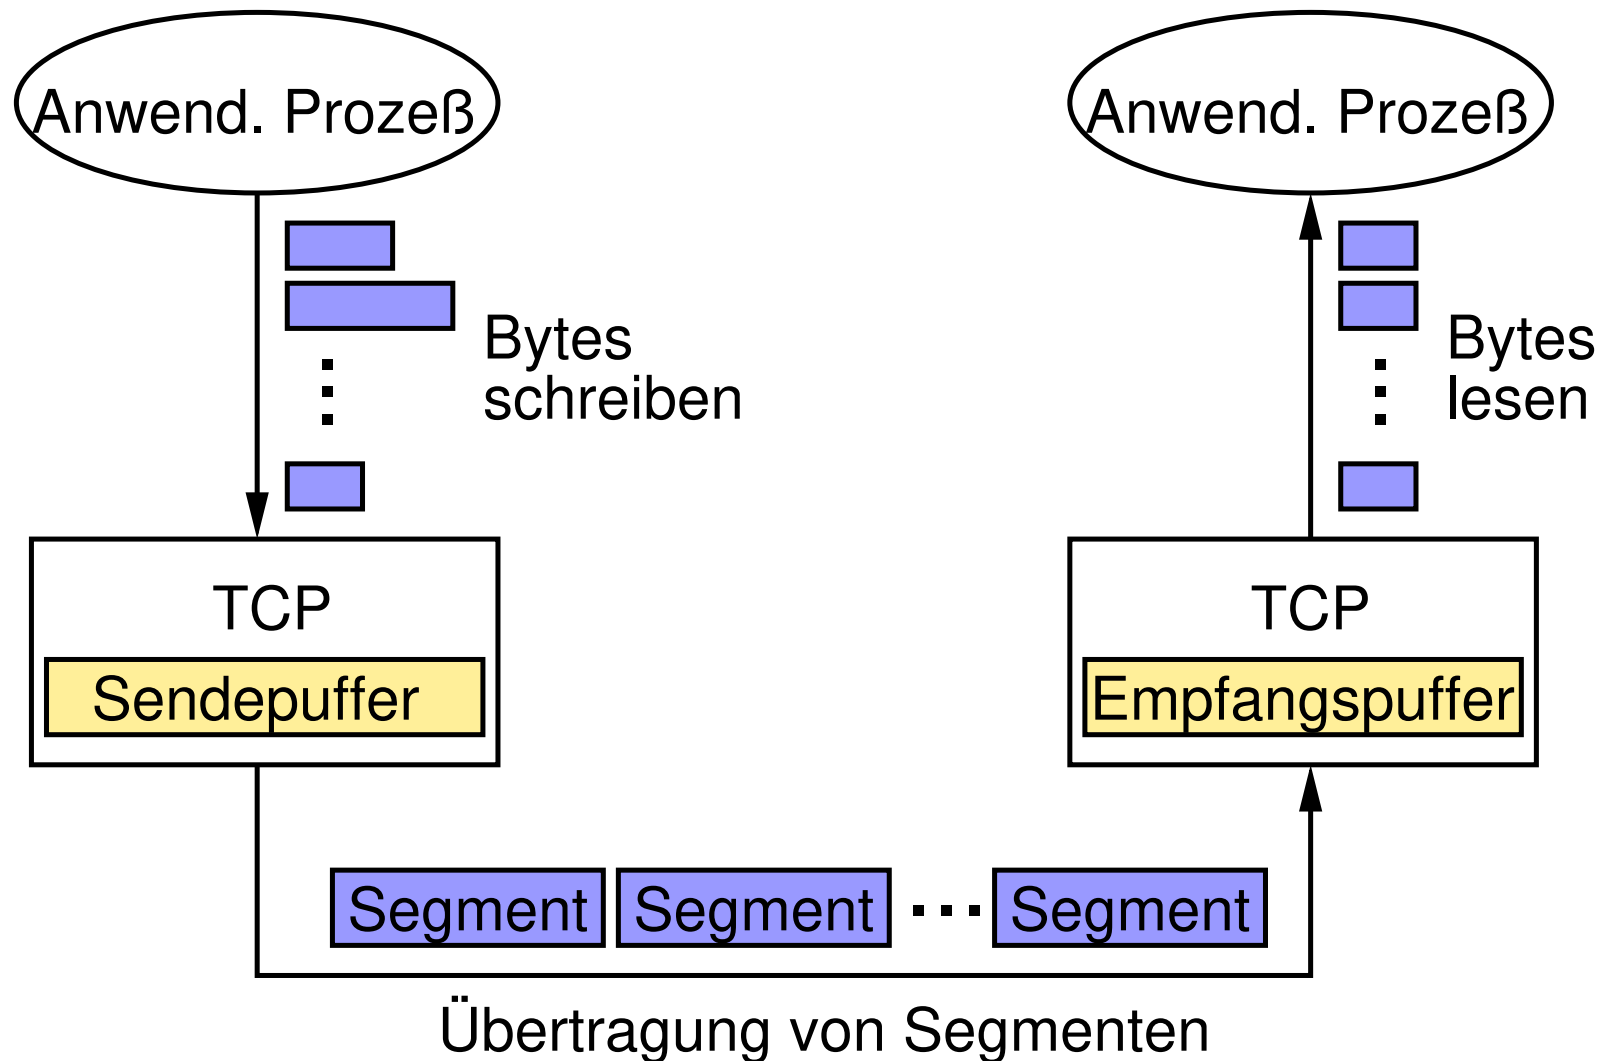 Anwend. Prozeß
Anwend. Prozeß
Bytes
schreiben
Bytes
lesen
TCP
TCP
Sendepuffer
Empfangspuffer
Segment
Segment
Segment
Übertragung von Segmenten